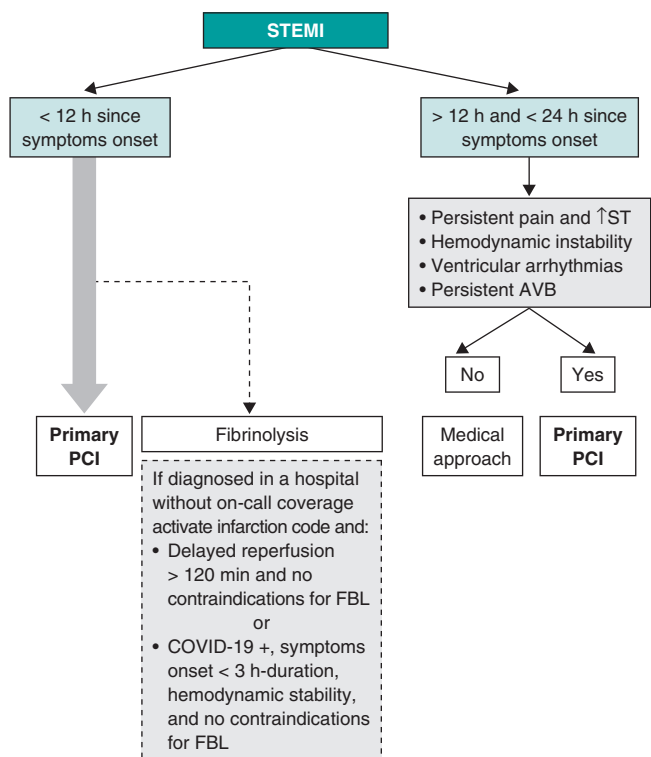 STEMI
< 12 h since
symptoms onset
> 12 h and < 24 h since
symptoms onset
• Persistent pain and ↑ST
• Hemodynamic instability
• Ventricular arrhythmias
• Persistent AVB
No
Yes
Primary
PCI
Fibrinolysis
Medical
approach
Primary
PCI
If diagnosed in a hospital
without on-call coverage
activate infarction code and:
• Delayed reperfusion
> 120 min and no
contraindications for FBL
or
• COVID-19 +, symptoms
onset < 3 h-duration,
hemodynamic stability,
and no contraindications
for FBL